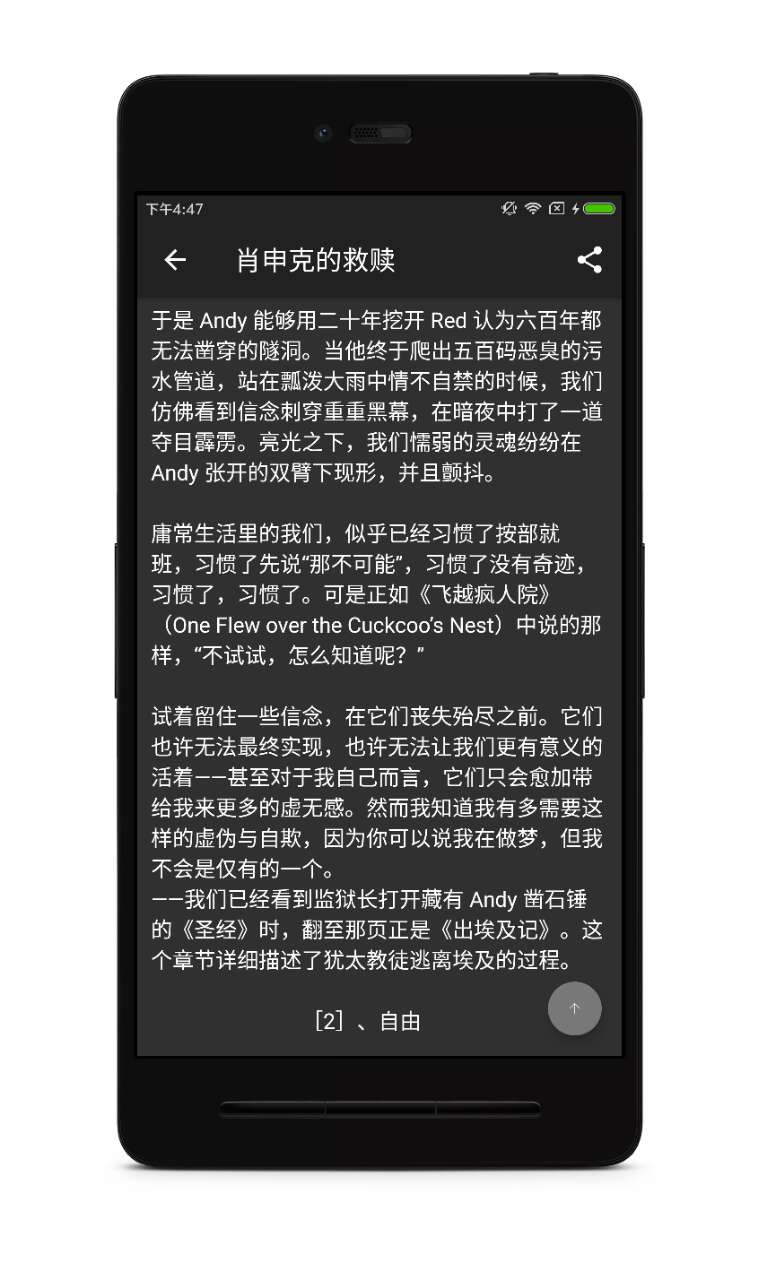 下午4:47
肖申克的救赎
于是 Andy 能够用二十年挖开 Red 认为六百年都
无法凿穿的隧洞。当他终于爬出五百码恶臭的污
水管道，站在瓢泼大雨中情不自禁的时候，我们
仿佛看到信念刺穿重重黑幕，在暗夜中打了一道
夺目霹雳。亮光之下，我们懦弱的灵魂纷纷在
Andy 张开的双臂下现形，并且颤抖。
庸常生活里的我们，似乎已经习惯了按部就
班，习惯了先说“那不可能”，习惯了没有奇迹，
习惯了，习惯了。可是正如《飞越疯人院》
（One Flew over the Cuckoo’s Nest）中说的那
样，“不试试，怎么知道呢？”
试着留住一些信念，在它们丧失殆尽之前。它们
也许无法最终实现，也许无法让我们更有意义的
活着——甚至对于我自己而言，它们只会愈加带
给我来更多的虚无感。然而我知道我有多需要这
样的虚伪与自欺，因为你可以说我在做梦，但我
不会是仅有的一个。
——我们已经看到监狱长打开藏有 Andy 凿石锤
的《圣经》时，翻至那页正是《出埃及记》。这
个章节详细描述了犹太教徒逃离埃及的过程。
［2］、自由